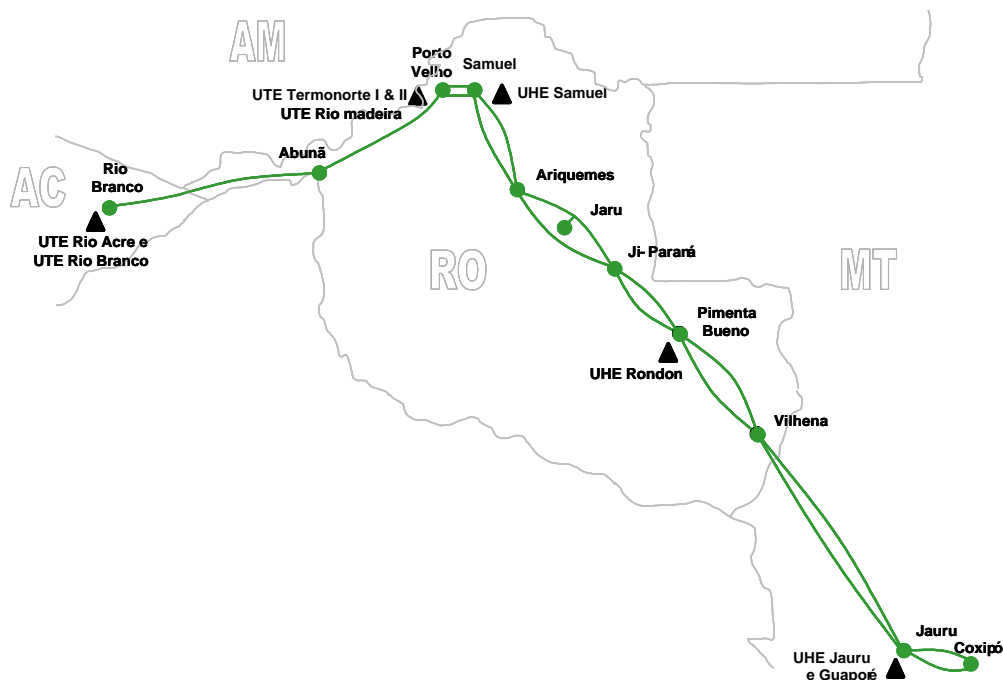 AM
Porto
Velho
Samuel
UTE Termonorte I & II
UHE Samuel
UTE Rio madeira
Abunã
Rio
Branco
AC
Ariquemes
Jaru
UTE Rio Acre e
UTE Rio Branco
Ji-Paraná
RO
MT
Pimenta
Bueno
UHE Rondon
Vilhena
Jauru
Coxipó
UHE Jauru
e Guaporé